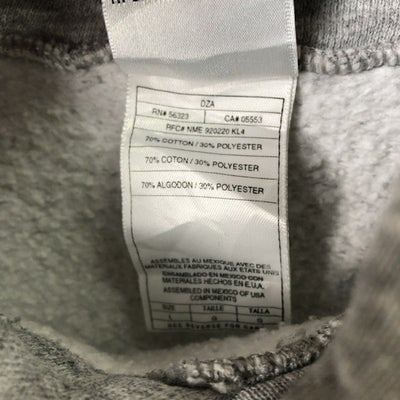 DZA
RN# 56323 CA# 05553
RFC# NME 920220 KL4
70% COTTON / 30% POLYESTER
70% COTON / 30% POLYESTER
70% ALGODON / 30% POLYESTER
ASSEMBLES AU MEXIQUE AVEC DES
MATERIAUX FABRIQUES AUX ETATS UNIS
ENSAMBLADO EN MEXICO CON
MATERIALES HECHOS EN E.U.A.
ASSEMBLED IN MEXICO OF USA
COMPONENTS
SIZE TAILLE TALLA
L G G
SEE REVERSE FOR CARE